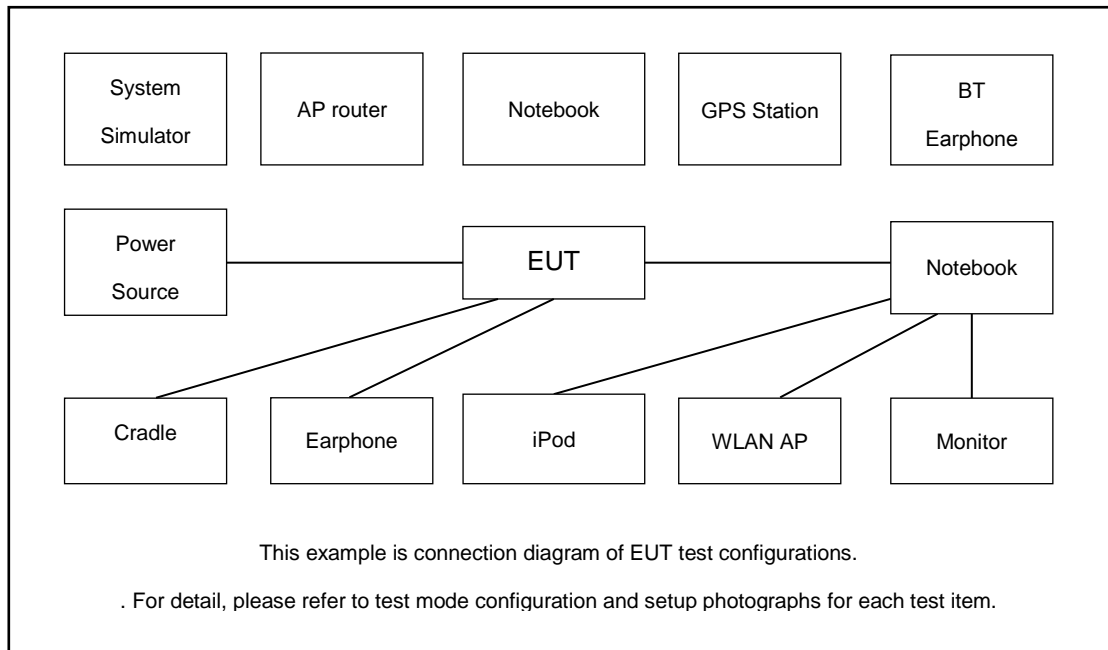 System
Simulator
AP router
Notebook
GPS Station
BT
Earphone
Power
Source
EUT
Notebook
Cradle
Earphone
iPod
WLAN AP
Monitor
This example is connection diagram of EUT test configurations.
. For detail, please refer to test mode configuration and setup photographs for each test item.